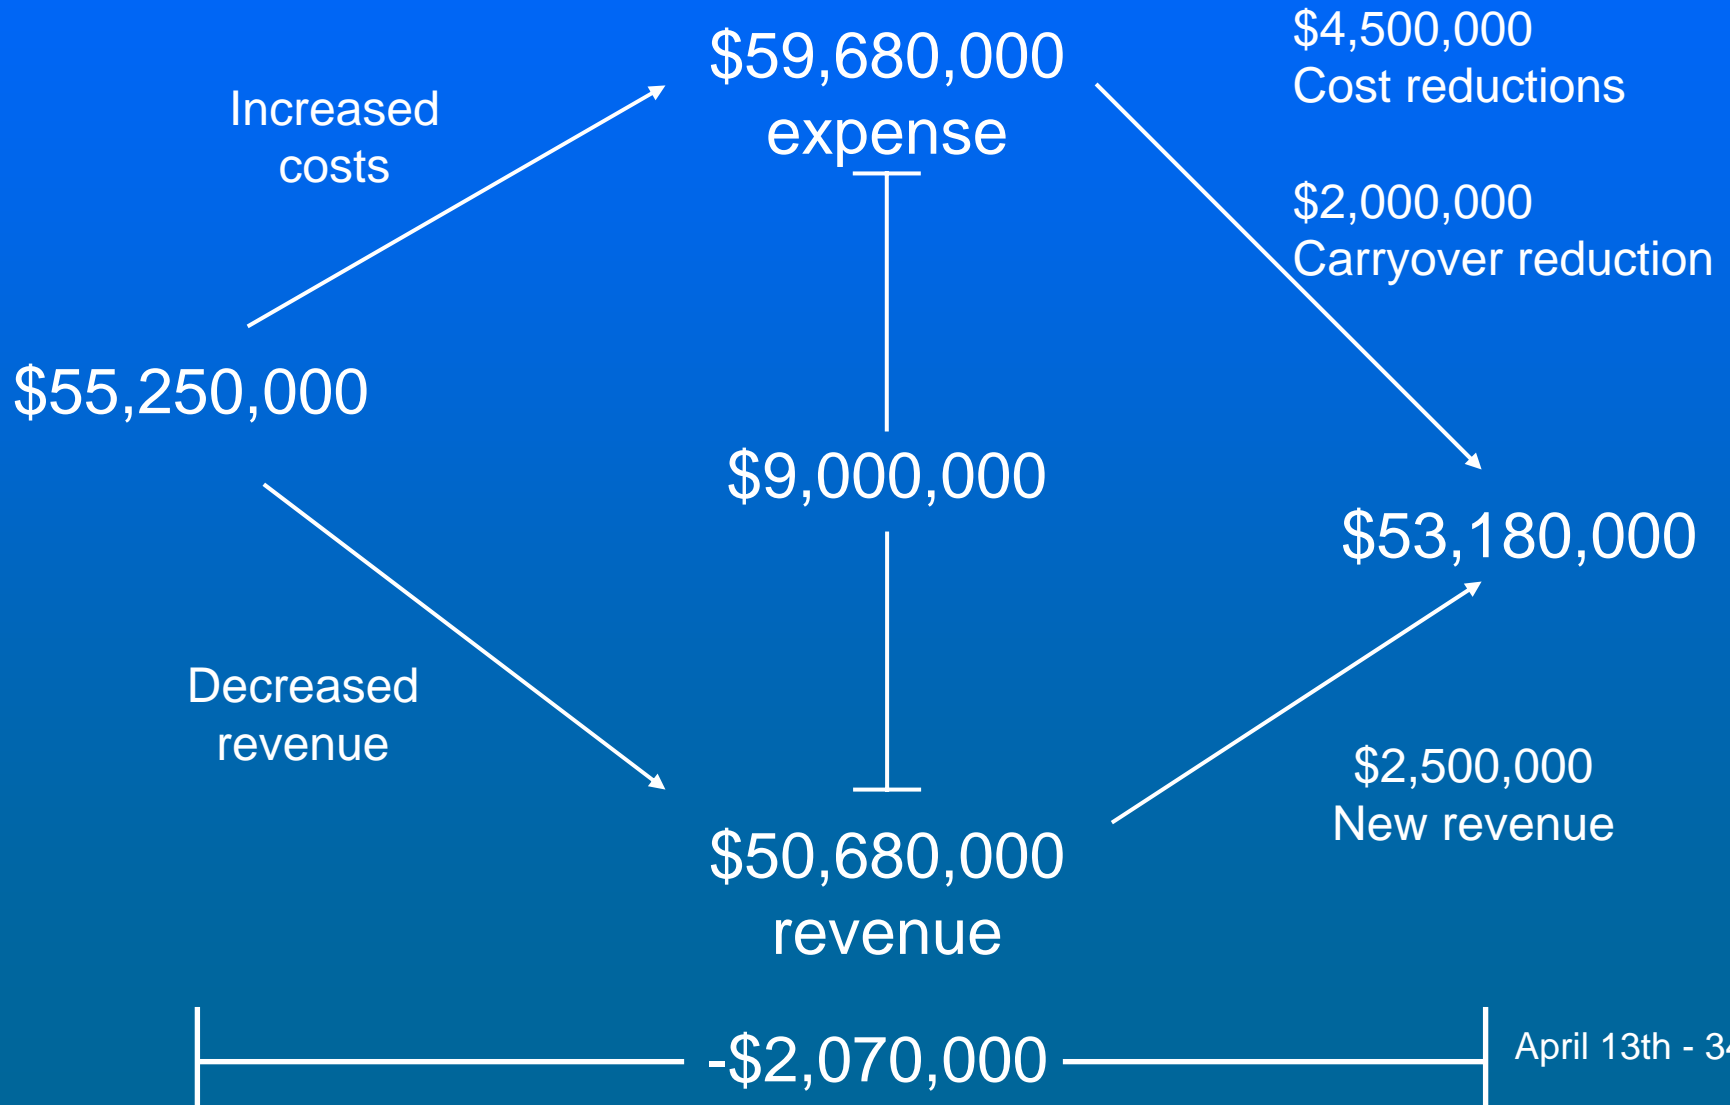 $59,680,000
expense
$4,500,000
Cost reductions
Increased
costs
$2,000,000
Carryover reduction
$55,250,000
$9,000,000
$53,180,000
Decreased
revenue
$2,500,000
New revenue
$50,680,000
revenue
-$2,070,000
April 13th - 34